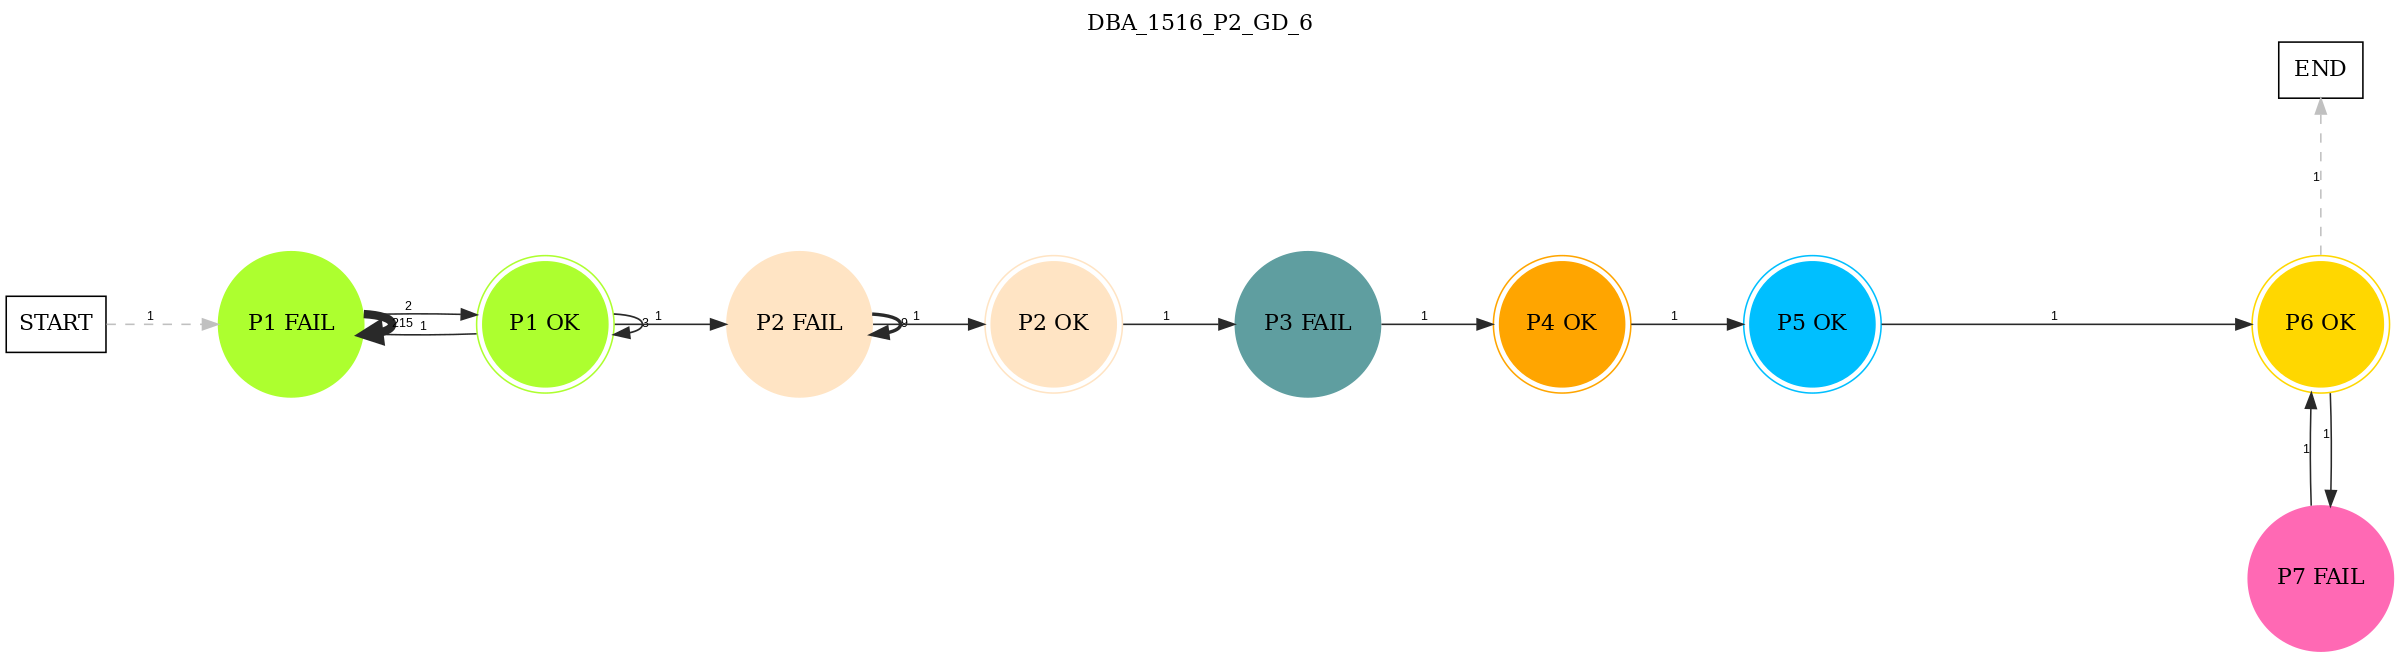 DBA_1516_P2_GD_6
END
1
START
1
P1 FAIL
2
215
1
P1 OK
3
1
P2 FAIL
9
1
P2 OK
1
P3 FAIL
1
P4 OK
1
P5 OK
1
P6 OK
1
1
P7 FAIL